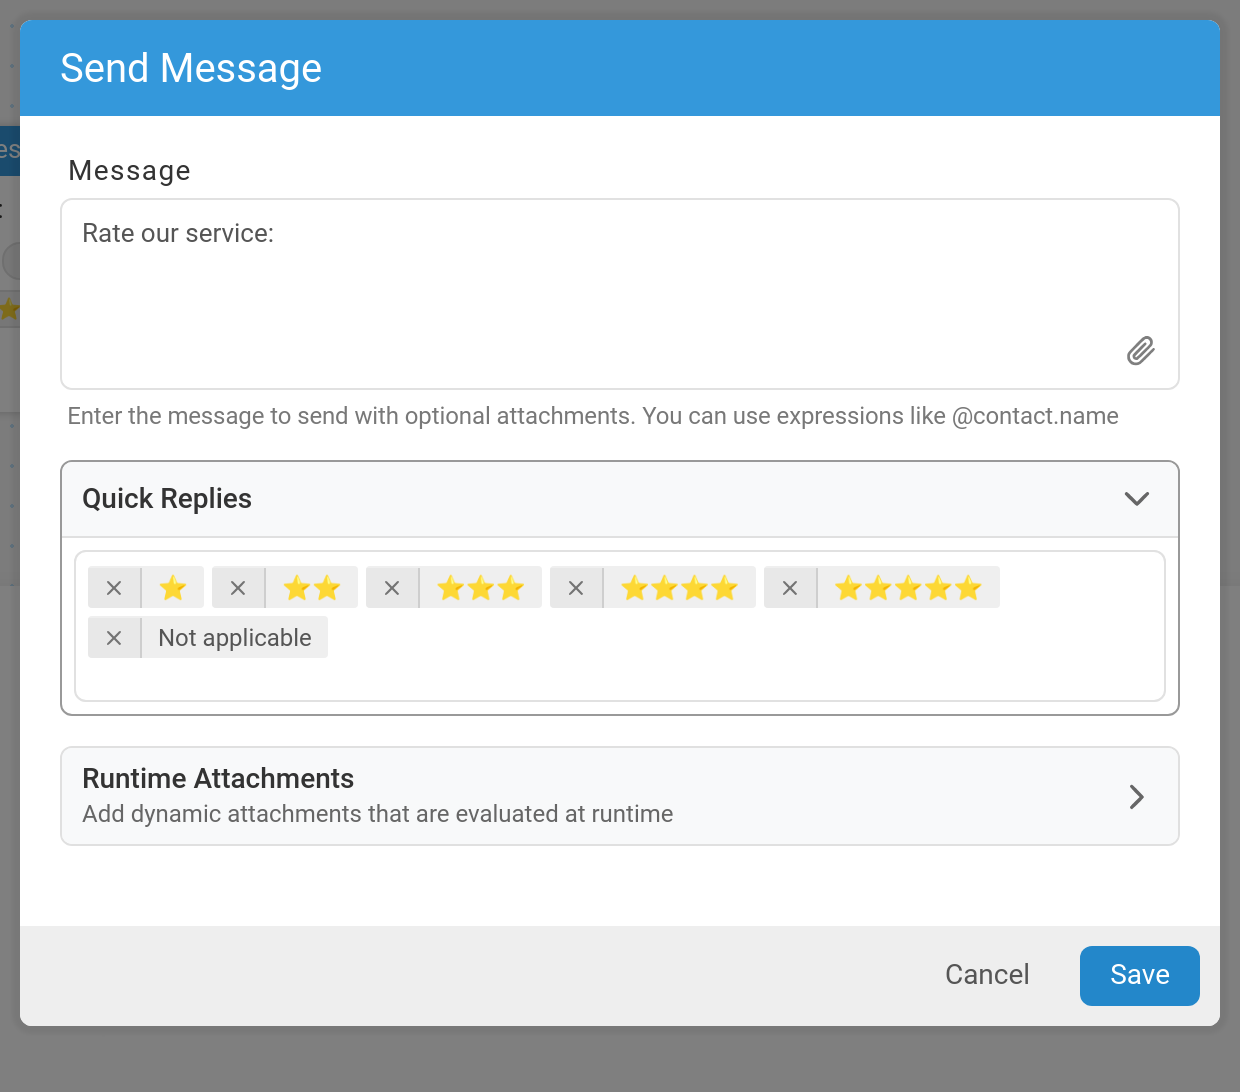 Send Message
es
Message
Rate our service:
Enter the message to send with optional attachments. You can use expressions like @contact.name
Quick Replies
⭐ ⭐⭐ ⭐⭐⭐ ⭐⭐⭐⭐ ⭐⭐⭐⭐⭐
Not applicable
Runtime Attachments
Add dynamic attachments that are evaluated at runtime
Cancel Save